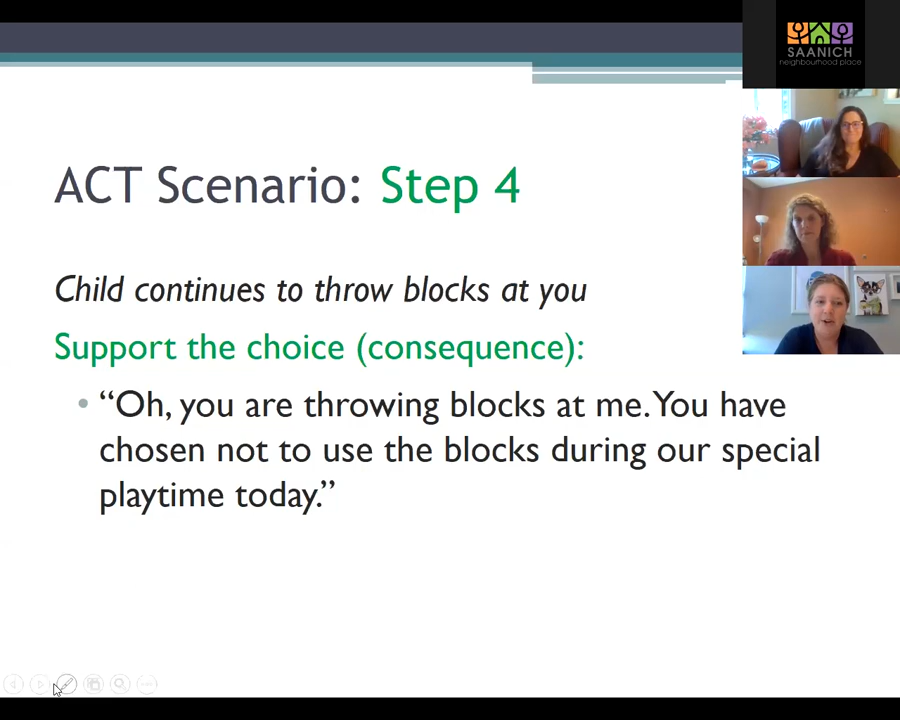 SAANICH
neighbourhood place
ACT Scenario: Step 4
Child continues to throw blocks at you
Support the choice (consequence):
• “Oh, you are throwing blocks at me. You have
chosen not to use the blocks during our special
playtime today.”